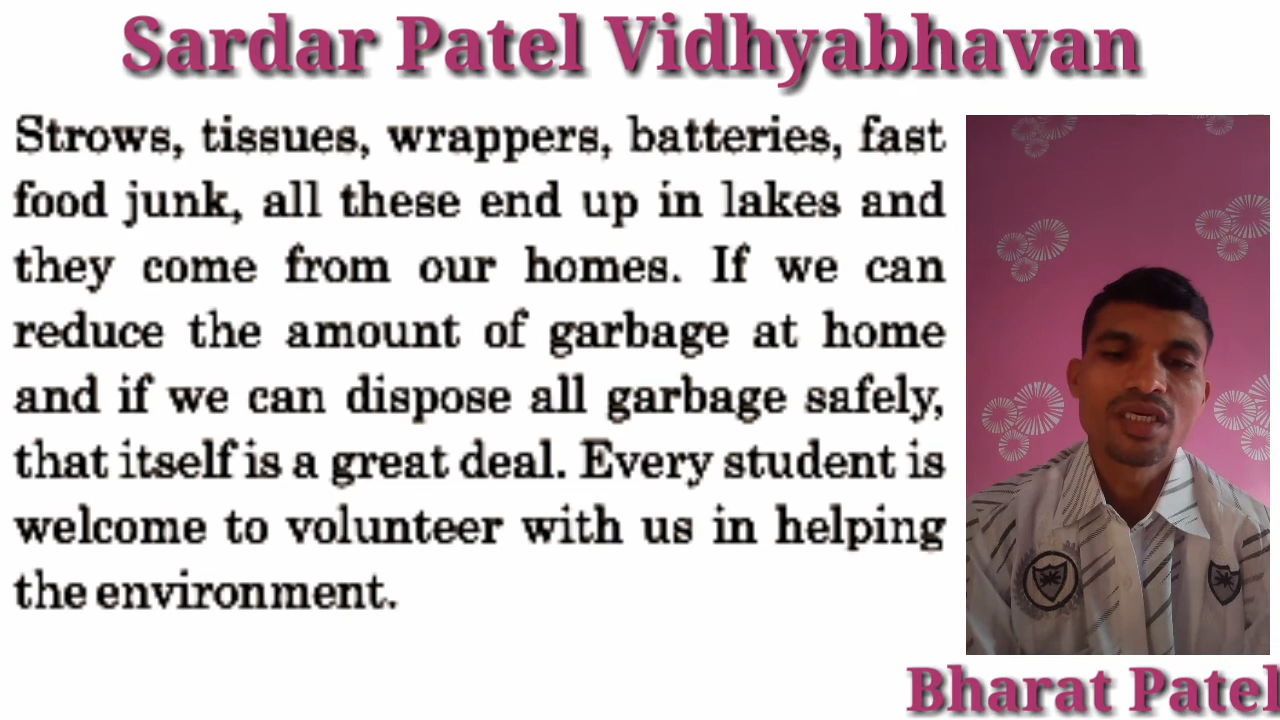 Sardar Patel Vidhyabhavan
Strows, tissues, wrappers, batteries, fast
food junk, all these end up in lakes and
they come from our homes. If we can
reduce the amount of garbage at home
and if we can dispose all garbage safely,
that itself is a great deal. Every student is
welcome to volunteer with us in helping
the environment.
Bharat Patel